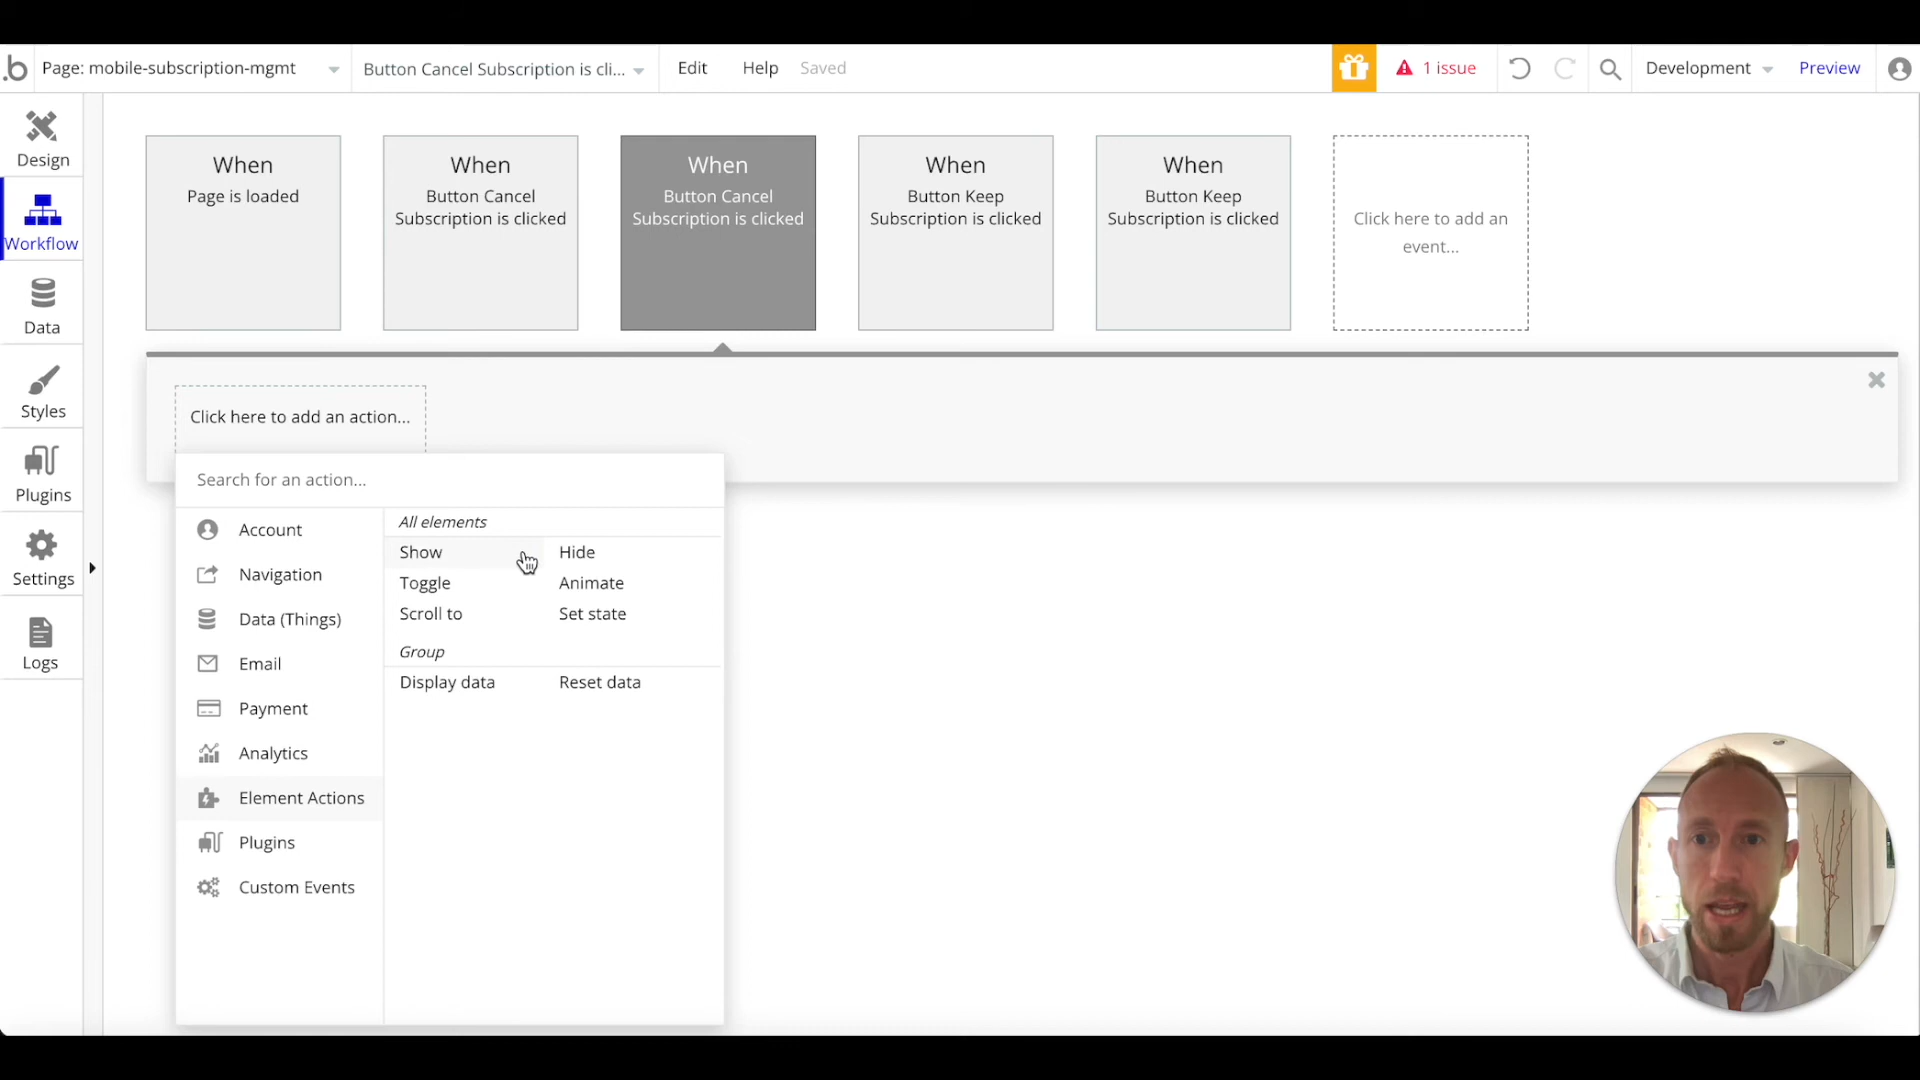 .b Page: mobile-subscription-mgmt Button Cancel Subscription is cli... Edit Help Saved 1 issue Development Preview
Design
Workflow
Data
Styles
Plugins
Settings
Logs
When
Page is loaded
When
Button Cancel
Subscription is clicked
When
Button Cancel
Subscription is clicked
When
Button Keep
Subscription is clicked
When
Button Keep
Subscription is clicked
Click here to add an
event...
Click here to add an action...
Search for an action...
Account
Navigation
Data (Things)
Email
Payment
Analytics
Element Actions
Plugins
Custom Events
All elements
Show Hide
Toggle Animate
Scroll to Set state
Group
Display data Reset data